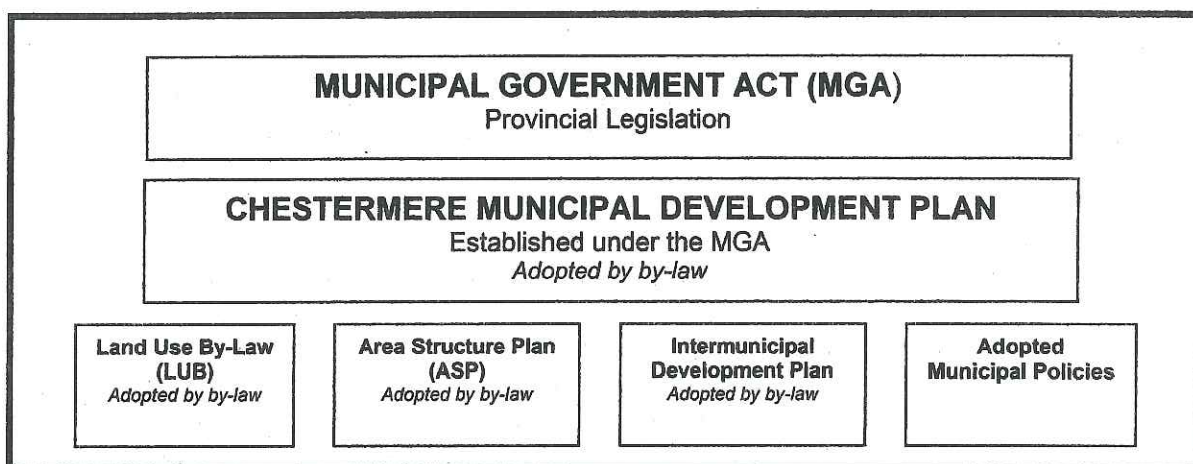 MUNICIPAL GOVERNMENT ACT (MGA)
Provincial Legislation
CHESTERMERE MUNICIPAL DEVELOPMENT PLAN
Established under the MGA
Adopted by by-law
Land Use By-Law
(LUB)
Adopted by by-law
Area Structure Plan
(ASP)
Adopted by by-law
Intermunicipal
Development Plan
Adopted by by-law
Adopted
Municipal Policies